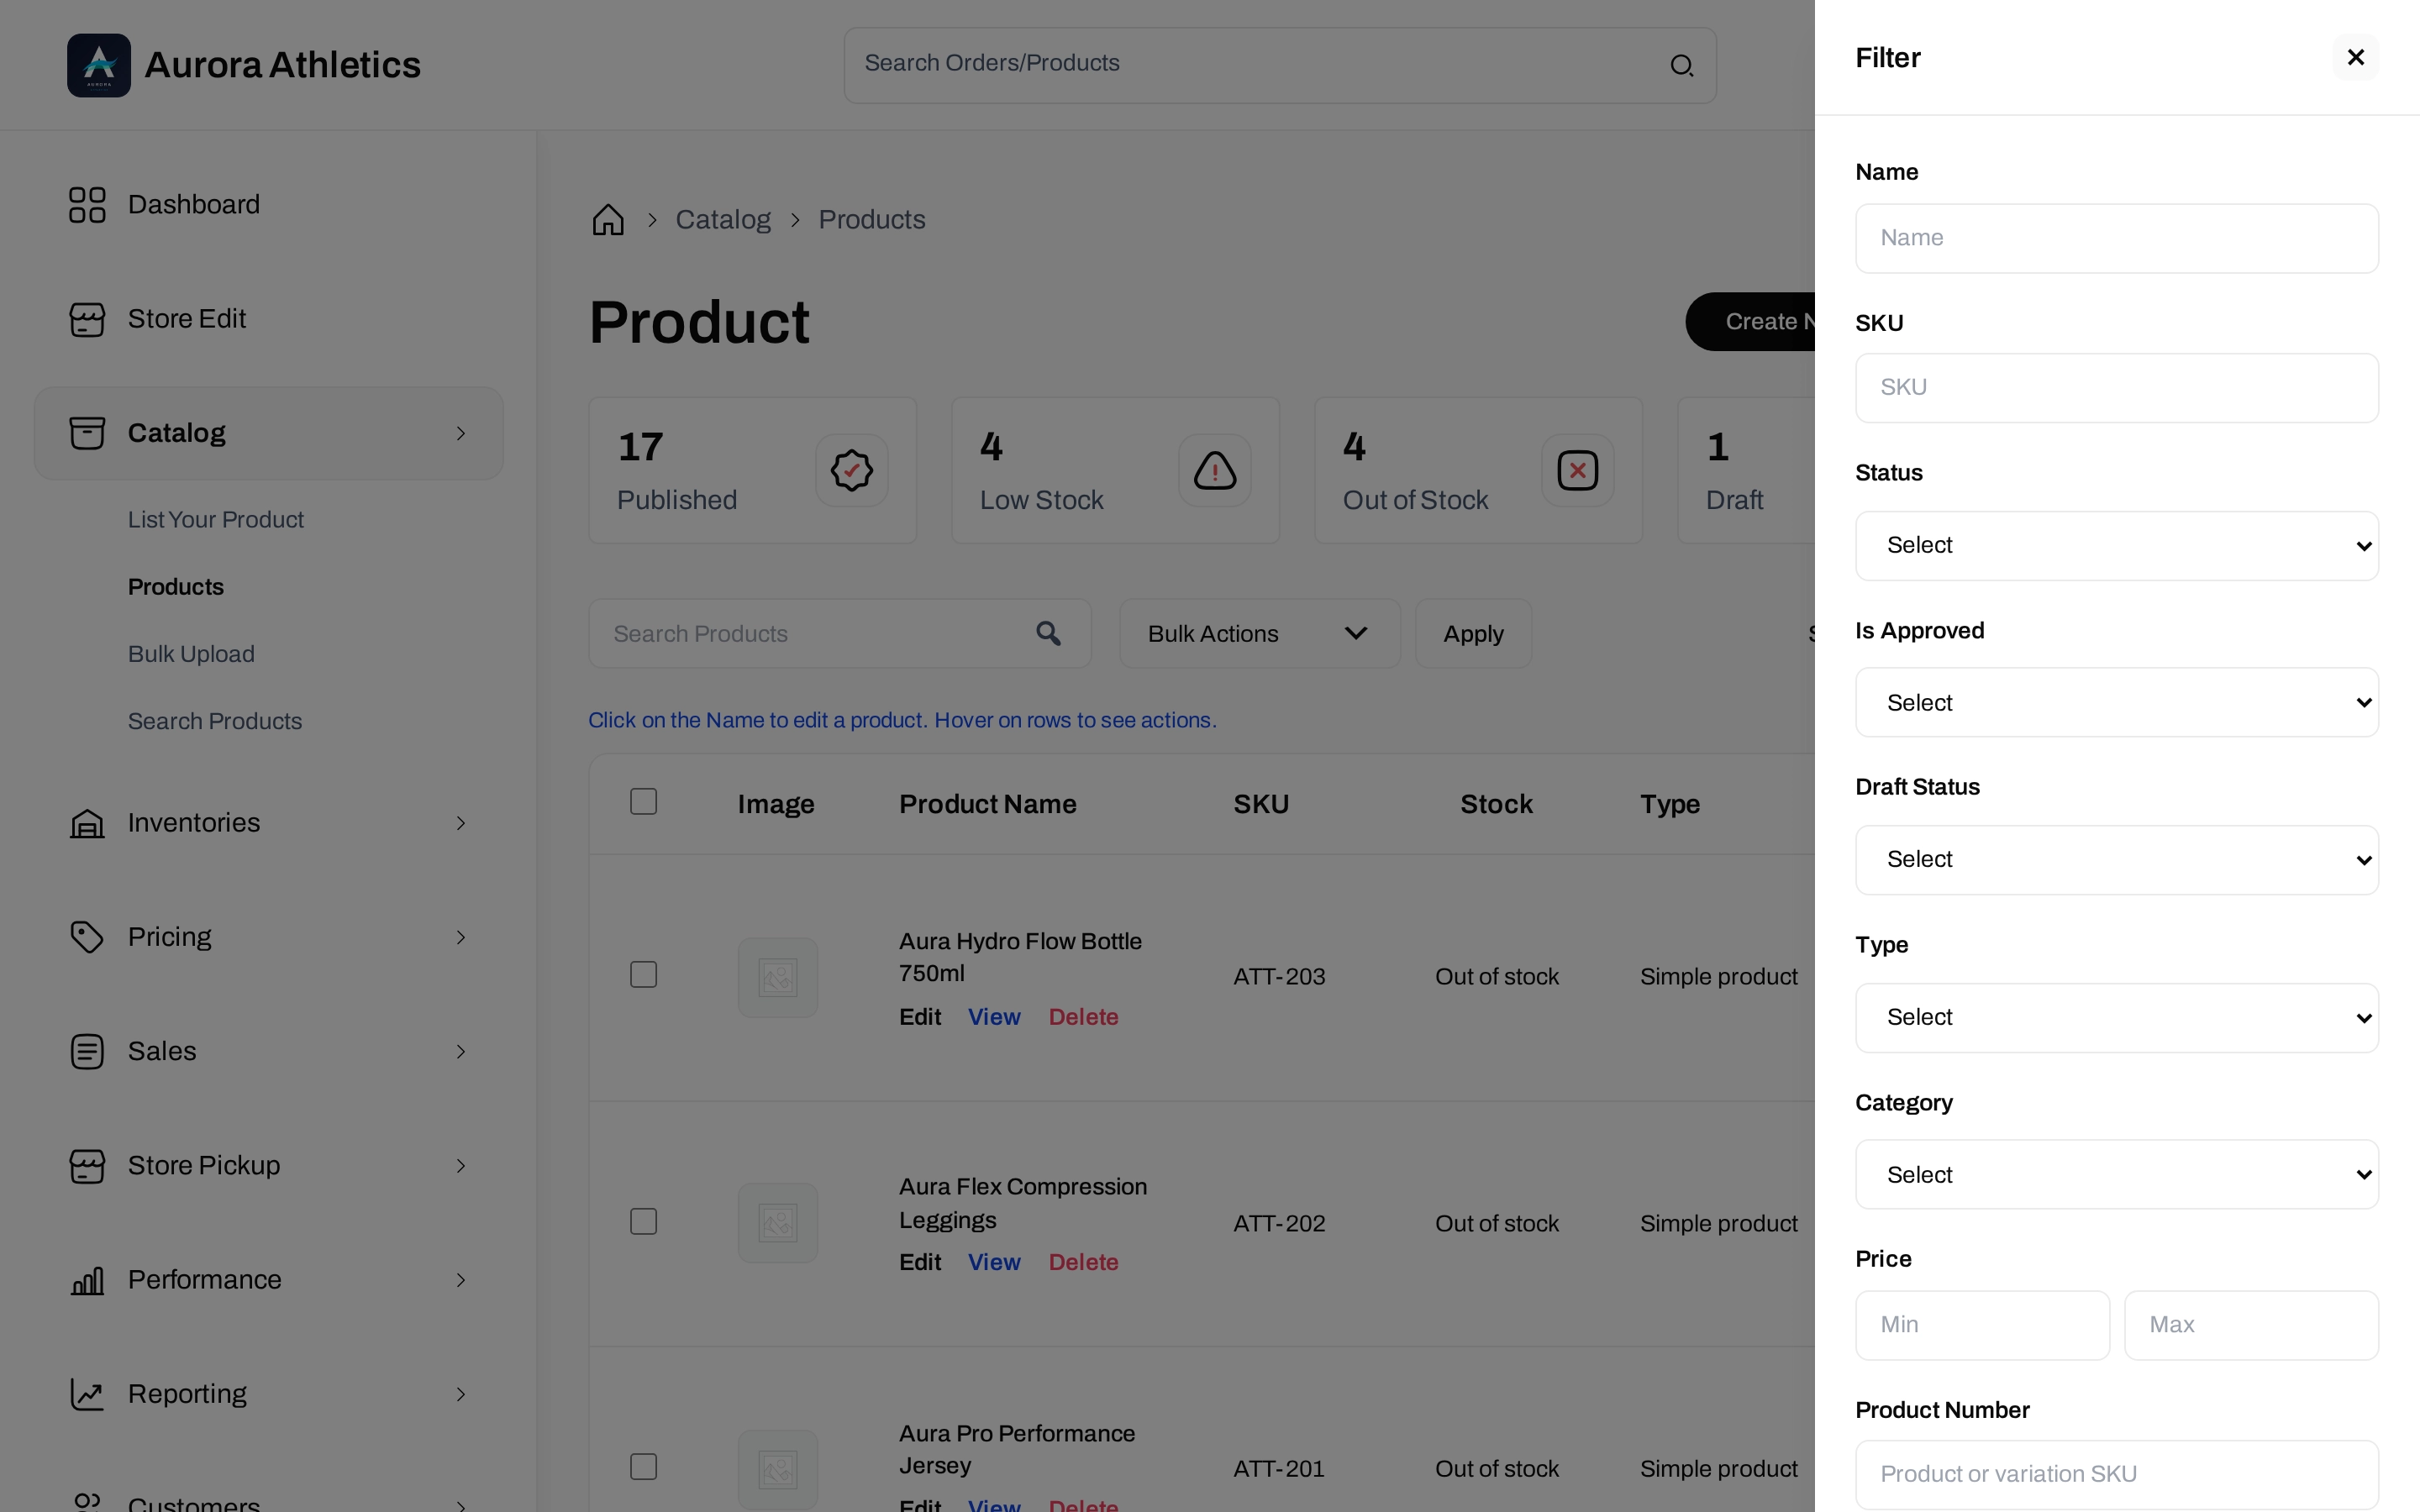 AURORA
Aurora Athletics
Search Orders/Products
Dashboard
Store Edit
Catalog
List Your Product
Products
Bulk Upload
Search Products
Inventories
Pricing
Sales
Store Pickup
Performance
Reporting
Customers
Catalog
Products
Product
Create N
17
Published
4
Low Stock
4
Out of Stock
1
Draft
Search Products
Bulk Actions
Apply
S
Click on the Name to edit a product. Hover on rows to see actions.
Image Product Name SKU Stock Type
Aura Hydro Flow Bottle
750ml
ATT-203 Out of stock Simple product
Edit View Delete
Aura Flex Compression
Leggings
ATT-202 Out of stock Simple product
Edit View Delete
Aura Pro Performance
Jersey
ATT-201 Out of stock Simple product
Edit View Delete
Filter
Name
Name
SKU
SKU
Status
Select
Is Approved
Select
Draft Status
Select
Type
Select
Category
Select
Price
Min Max
Product Number
Product or variation SKU